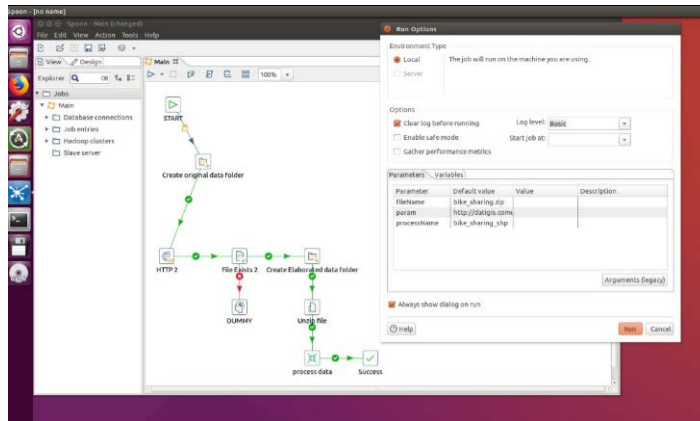 Spoon - [no name]
Spoon - Main (changed)
File Edit View Action Tools Help
View Design
Explorer
Jobs
Main
Database connections
Job entries
Hadoop clusters
Slave server
Main
100%
START
Create original data folder
HTTP 2
File Exists 2
Create Elaborated data folder
DUMMY
Unzip file
process data
Success
Run Options
Environment Type
Local
The job will run on the machine you are using.
Server
Options
Clear log before running
Log level: Basic
Enable safe mode
Start job at:
Gather performance metrics
Parameters Variables
Parameter Default value Value Description
fileName bike_sharing.zip
param
processName bike_sharing_shp
Arguments (legacy)
Always show dialog on run
Help
Run Cancel